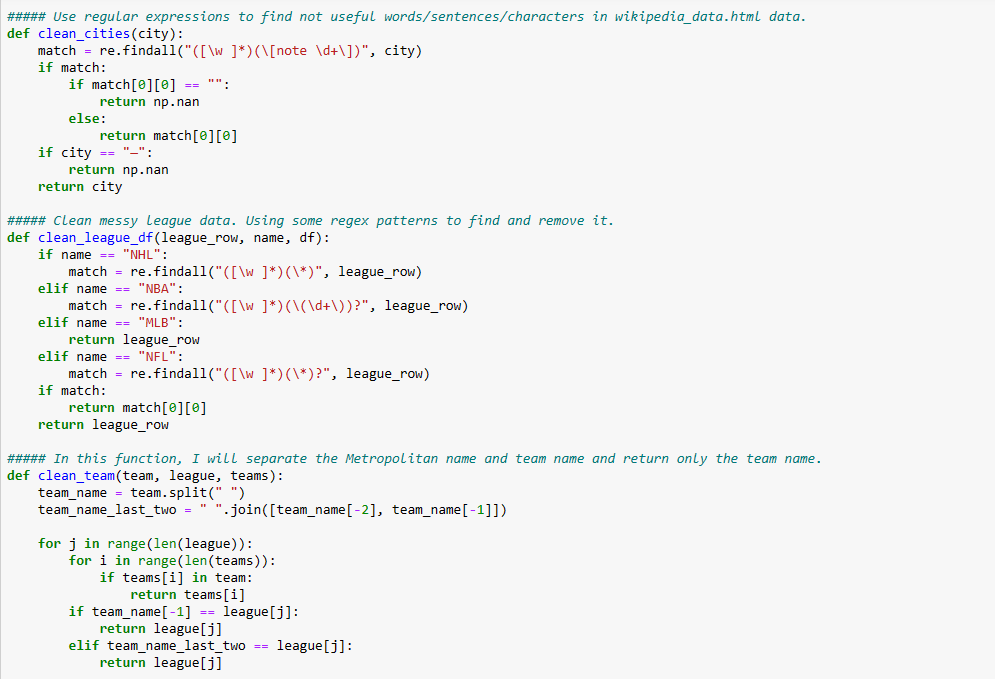 ##### Use regular expressions to find not useful words/sentences/characters in wikipedia_data.html data.
def clean_cities(city):
    match = re.findall("([\w ]*)(\[note \d+\])", city)
    if match:
        if match[0][0] == "":
            return np.nan
        else:
            return match[0][0]
    if city == "—":
        return np.nan
    return city

##### Clean messy league data. Using some regex patterns to find and remove it.
def clean_league_df(league_row, name, df):
    if name == "NHL":
        match = re.findall("([\w ]*)(\*)", league_row)
    elif name == "NBA":
        match = re.findall("([\w ]*)(\(\d+\))?", league_row)
    elif name == "MLB":
        return league_row
    elif name == "NFL":
        match = re.findall("([\w ]*)(\*)?", league_row)
    if match:
        return match[0][0]
    return league_row

##### In this function, I will separate the Metropolitan name and team name and return only the team name.
def clean_team(team, league, teams):
    team_name = team.split(" ")
    team_name_last_two = " ".join([team_name[-2], team_name[-1]])

    for j in range(len(league)):
        for i in range(len(teams)):
            if teams[i] in team:
                return teams[i]
        if team_name[-1] == league[j]:
            return league[j]
        elif team_name_last_two == league[j]:
            return league[j]